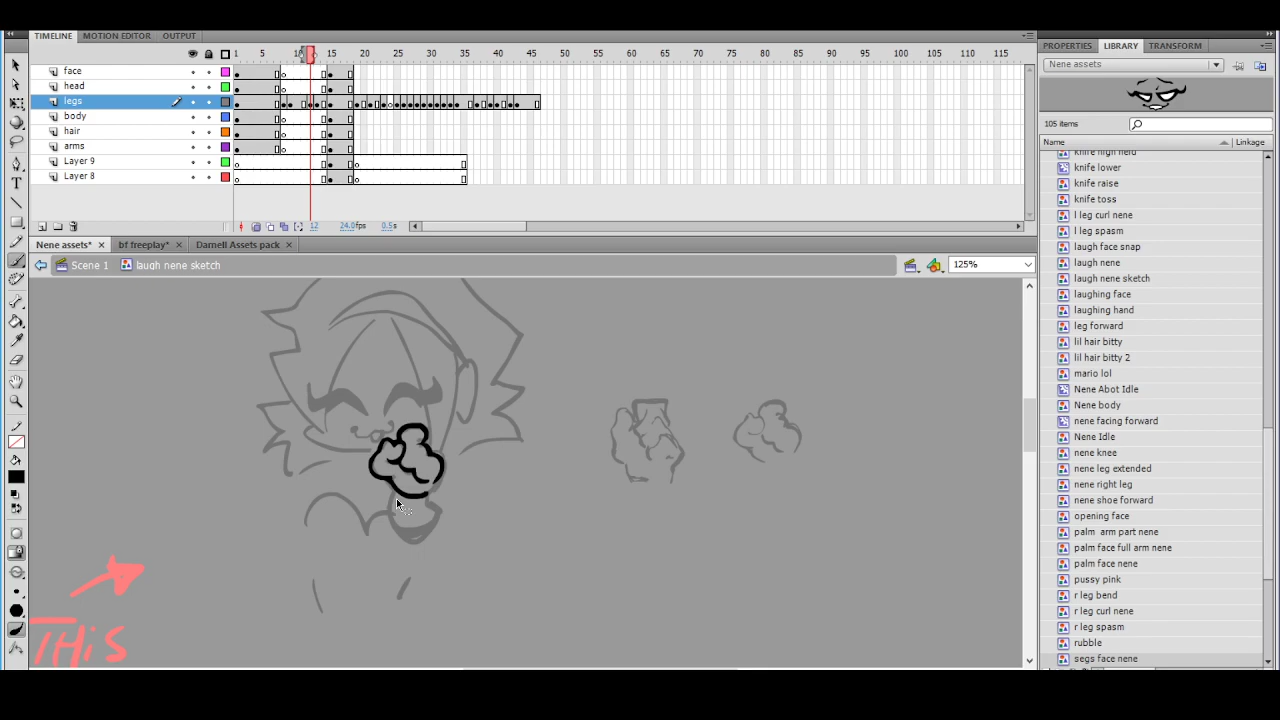 TIMELINE MOTION EDITOR OUTPUT
PROPERTIES LIBRARY TRANSFORM
1 5 10 15 20 25 30 35 40 45 50 55 60 65 70 75 80 85 90 95 100 105 110 115
Nene assets
face
head
legs
body
hair
arms
Layer 9
Layer 8
105 items
Name Linkage
12 24.0fps 0.5s
Nene assets* bf freeplay* Darnell Assets pack
Scene 1 laugh nene sketch 125%
knife high held
knife lower
knife raise
knife toss
l leg curl nene
l leg spasm
laugh face snap
laugh nene
laugh nene sketch
laughing face
laughing hand
leg forward
lil hair bitty
lil hair bitty 2
mario lol
Nene Abot Idle
Nene body
nene facing forward
Nene Idle
nene knee
nene leg extended
nene right leg
nene shoe forward
opening face
palm arm part nene
palm face full arm nene
palm face nene
pussy pink
r leg bend
r leg curl nene
r leg spasm
rubble
segs face nene
THiS